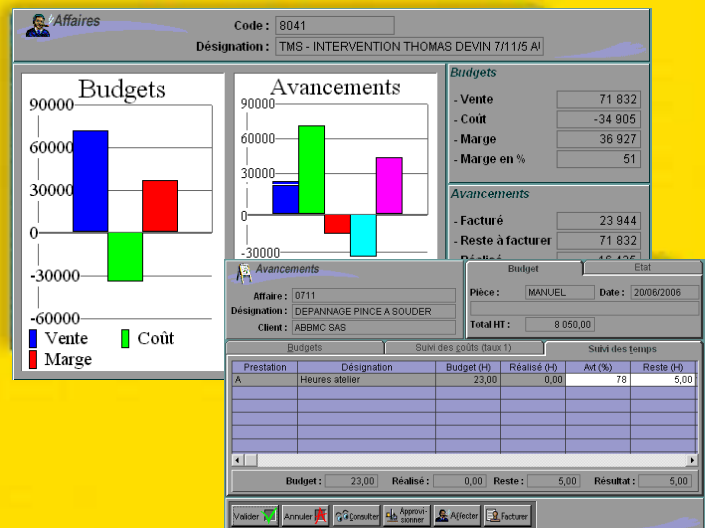 Affaires
Code : 8041
Désignation : TMS - INTERVENTION THOMAS DEVIN 7/11/5 A
Budgets
90000
60000
30000
0
-30000
-60000
Vente Coût
Marge
Avancements
90000
60000
30000
0
-30000
Budgets
- Vente 71 832
- Coût -34 905
- Marge 36 927
- Marge en % 51
Avancements
- Facturé 23 944
- Reste à facturer 71 832
Avancements
Affaire : 0711
Désignation : DEPANNAGE PINCE A SOUDER
Client : ABBMC SAS
Budget Etat
Pièce : MANUEL Date : 20/06/2006
Total HT : 8 050,00
Budgets Suivi des coûts (taux 1) Suivi des temps
Prestation Désignation Budget (H) Réalisé (H) Avt (%) Reste (H)
A Heures atelier 23,00 0,00 78 5,00
Budget : 23,00 Réalisé : 0,00 Reste : 5,00 Résultat : 5,00
Valider Annuler Consulter Approvi- Affecter Facturer
sionner